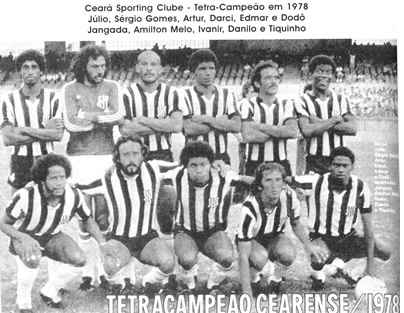 Ceará Sporting Clube - Tetra-Campeão em 1978
Júlio, Sérgio Gomes, Artur, Darci, Edmar e Dodô
Jangada, Amilton Melo, Ivanir, Danilo e Tiquinho
TETRACAMPEÃO CEARENSE/1978